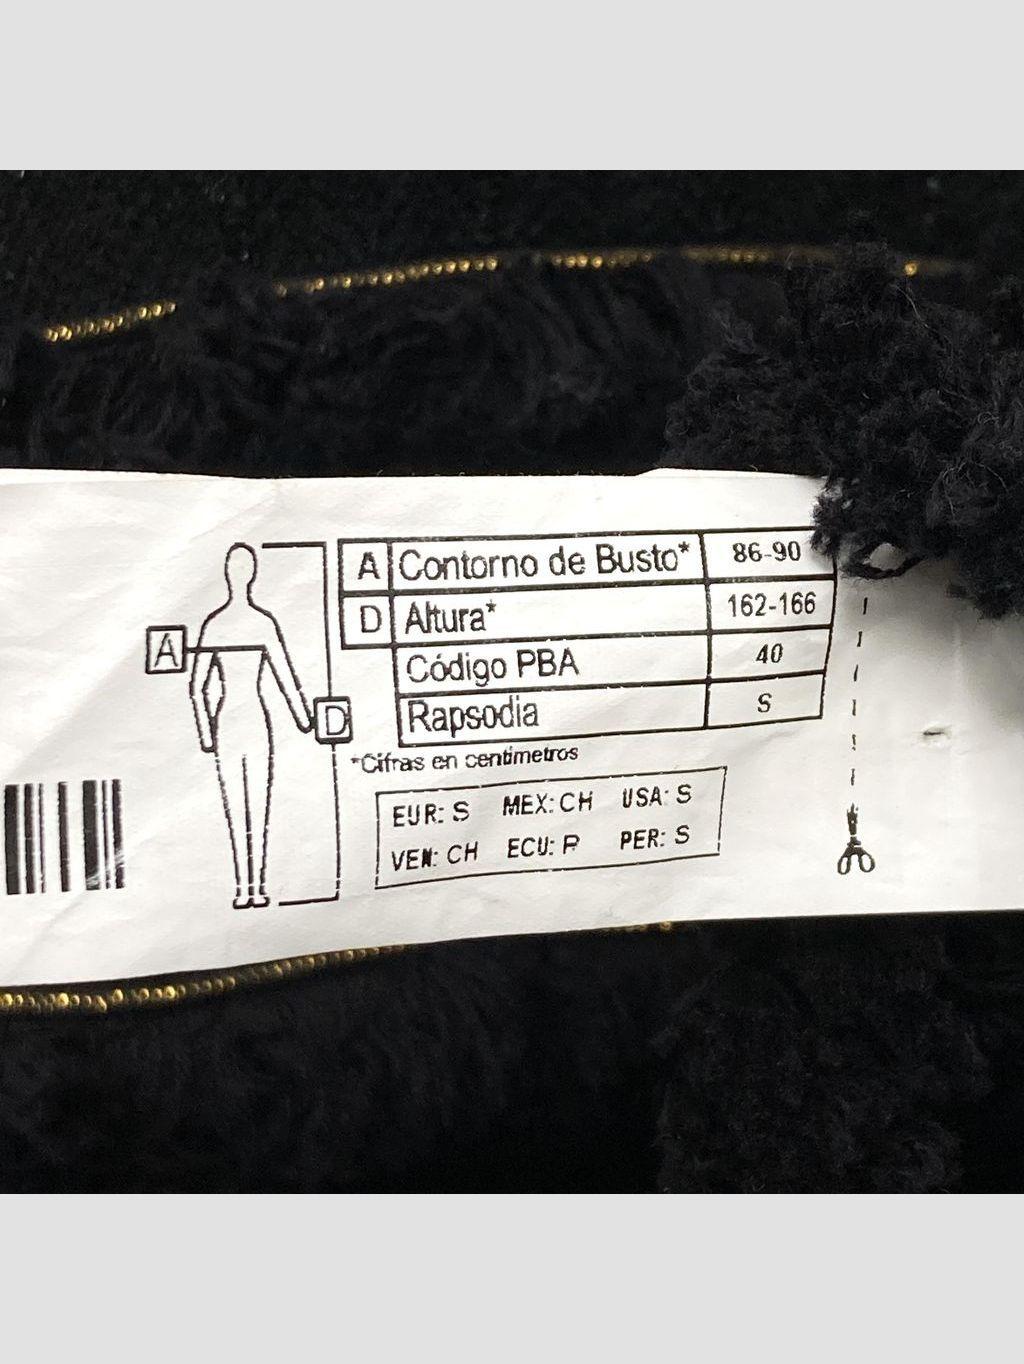 A Contorno de Busto* 86-90
D Altura* 162-166
Código PBA 40
A
D
Rapsodia S
*Cifras en centímetros
EUR: S MEX: CH USA: S
VEN: CH ECU: P PER: S